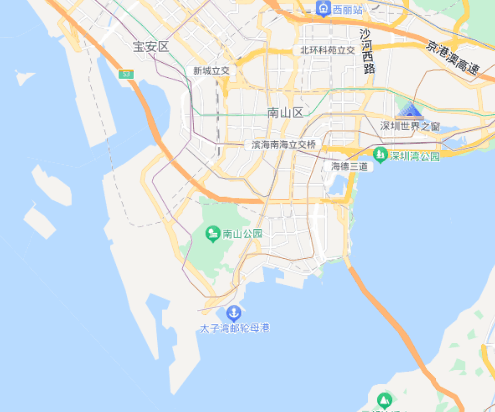 西丽站
沙河西路
宝安区
北环科苑立交
京港澳高速
新城立交
南山区
深圳世界之窗
滨海南海立交桥
深圳湾公园
海德三道
南山公园
太子湾邮轮母港